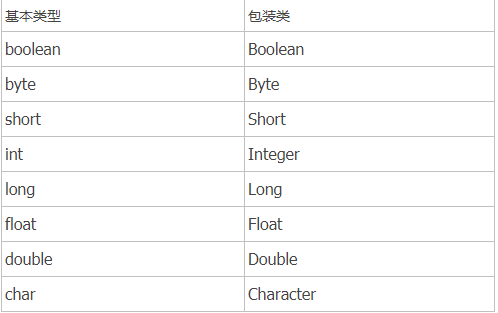 基本类型 包装类
boolean Boolean
byte Byte
short Short
int Integer
long Long
float Float
double Double
char Character